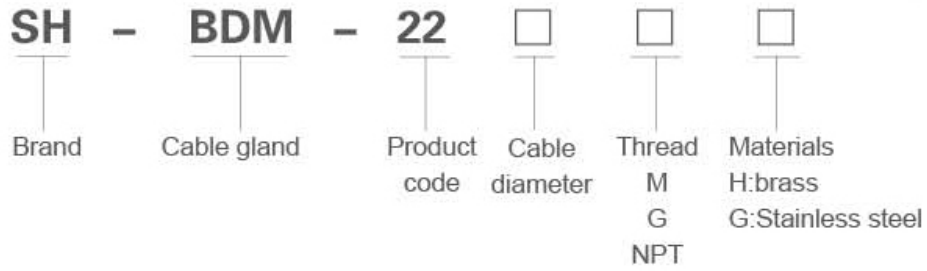 SH - BDM - 22 □ □ □
Brand Cable gland Product Cable Thread Materials
code diameter M H:brass
G G:Stainless steel
NPT